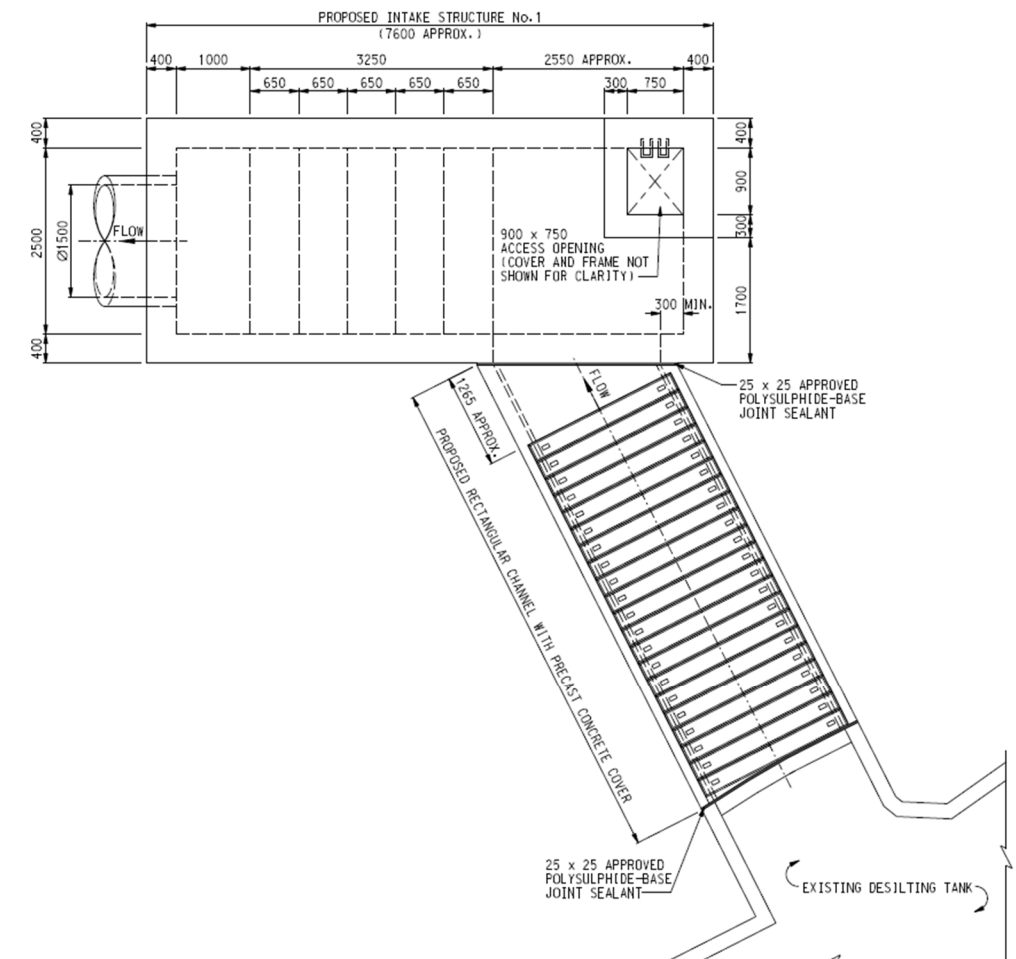 PROPOSED INTAKE STRUCTURE No.1
(7600 APPROX.)
400
1000
3250
2550 APPROX.
400
650
650
650
650
650
300
750
400
2500
400
Ø1500
FLOW
400
900
300
1700
900 x 750
ACCESS OPENING
(COVER AND FRAME NOT
SHOWN FOR CLARITY)
300 MIN.
FLOW
1265 APPROX.
25 x 25 APPROVED
POLYSULPHIDE-BASE
JOINT SEALANT
PROPOSED RECTANGULAR CHANNEL WITH PRECAST CONCRETE COVER
25 x 25 APPROVED
POLYSULPHIDE-BASE
JOINT SEALANT
EXISTING DESILTING TANK